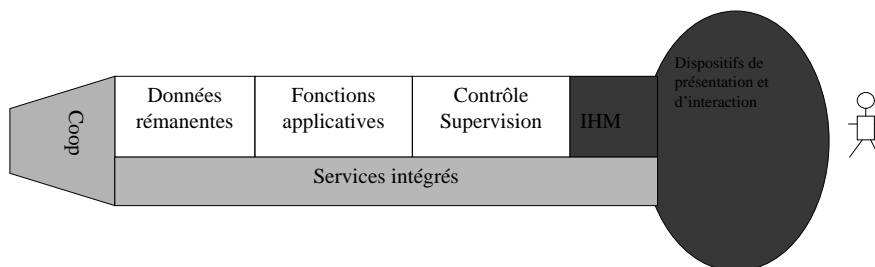 Coop
Données
rémanentes
Fonctions
applicatives
Contrôle
Supervision
IHM
Dispositifs de
présentation et
d'interaction
Services intégrés